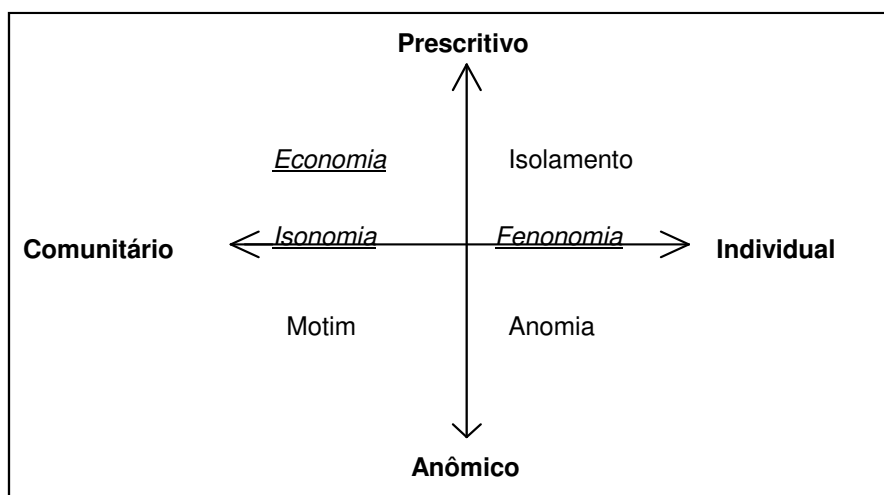 Prescritivo
Economia Isolamento
Comunitário Isonomia Fenonomia Individual
Motim Anomia
Anômico